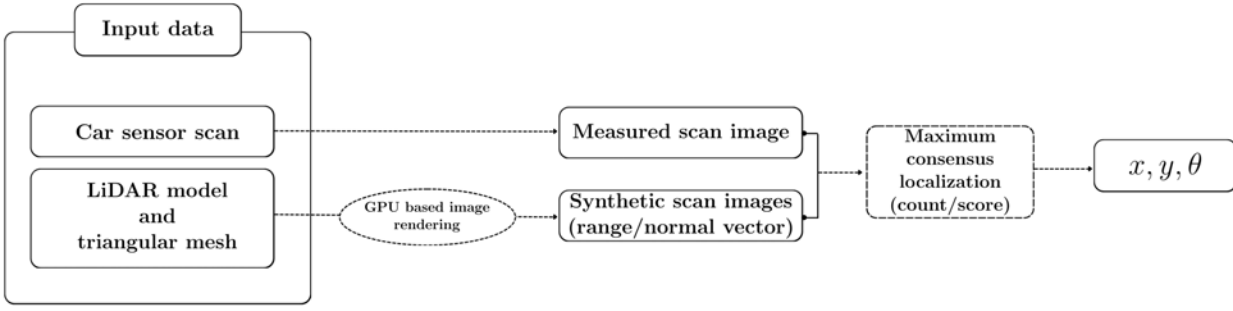 Input data
Car sensor scan
LiDAR model
and
triangular mesh
GPU based image
rendering
Measured scan image
Synthetic scan images
(range/normal vector)
Maximum
consensus
localization
(count/score)
x, y, θ